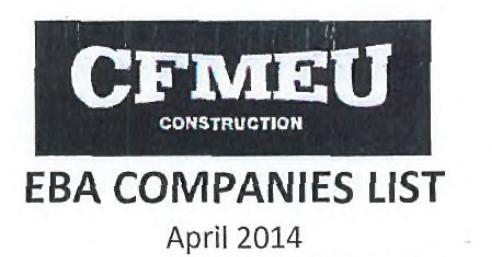 CFMEU
CONSTRUCTION
EBA COMPANIES LIST
April 2014